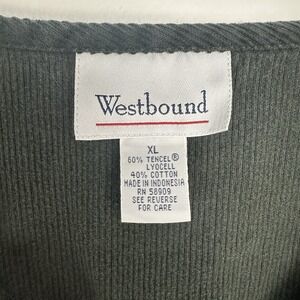 Westbound
XL
60% TENCEL®
LYOCELL
40% COTTON
MADE IN INDONESIA
RN 58909
SEE REVERSE
FOR CARE